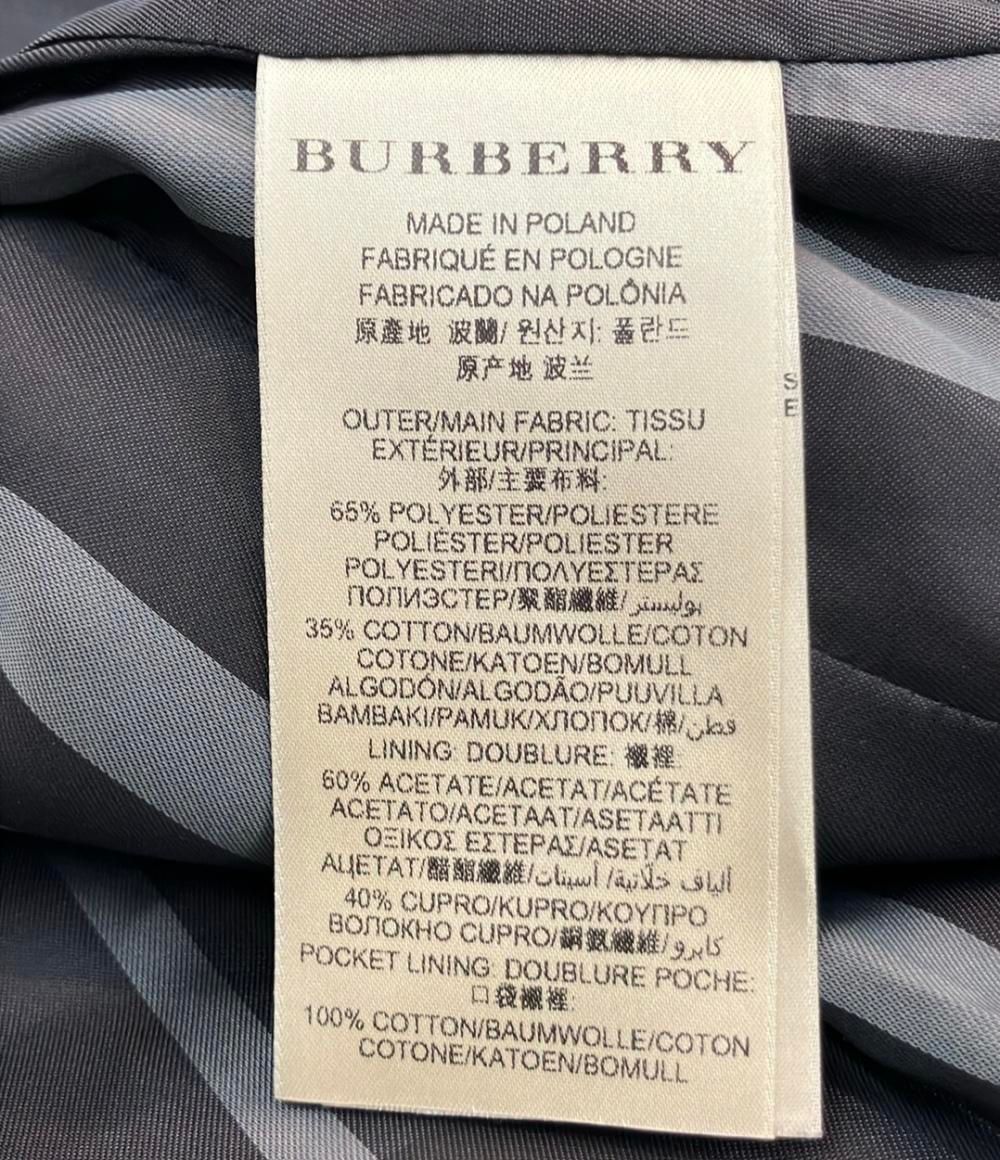 BURBERRY
MADE IN POLAND
FABRIQUÉ EN POLOGNE
FABRICADO NA POLÔNIA
原產地 波蘭/ 원산지: 폴란드
原产地 波兰
OUTER/MAIN FABRIC: TISSU
EXTÉRIEUR/PRINCIPAL:
外部/主要布料:
65% POLYESTER/POLIESTERE
POLIÉSTER/POLIESTER
POLYESTERI/ΠΟΛΥΕΣΤΕΡΑΣ
ПОЛИЭСТЕР/聚酯纖維/بوليستر
35% COTTON/BAUMWOLLE/COTON
COTONE/KATOEN/BOMULL
ALGODÓN/ALGODÃO/PUUVILLA
BAMBAKI/PAMUK/ХЛОПОК/棉/قطن
LINING: DOUBLURE: 襯裡:
60% ACETATE/ACETAT/ACÉTATE
ACETATO/ACETAAT/ASETAATTI
ΟΞΙΚΟΣ ΕΣΤΕΡΑΣ/ASETAT
АЦЕТАТ/醋酯纖維/ألياف خلاتية/ أسيتات
40% CUPRO/KUPRO/ΚΟΥΠΡΟ
ВОЛОКНО CUPRO/銅氨纖維/كابرو
POCKET LINING: DOUBLURE POCHE:
口袋襯裡:
100% COTTON/BAUMWOLLE/COTON
COTONE/KATOEN/BOMULL
S
E